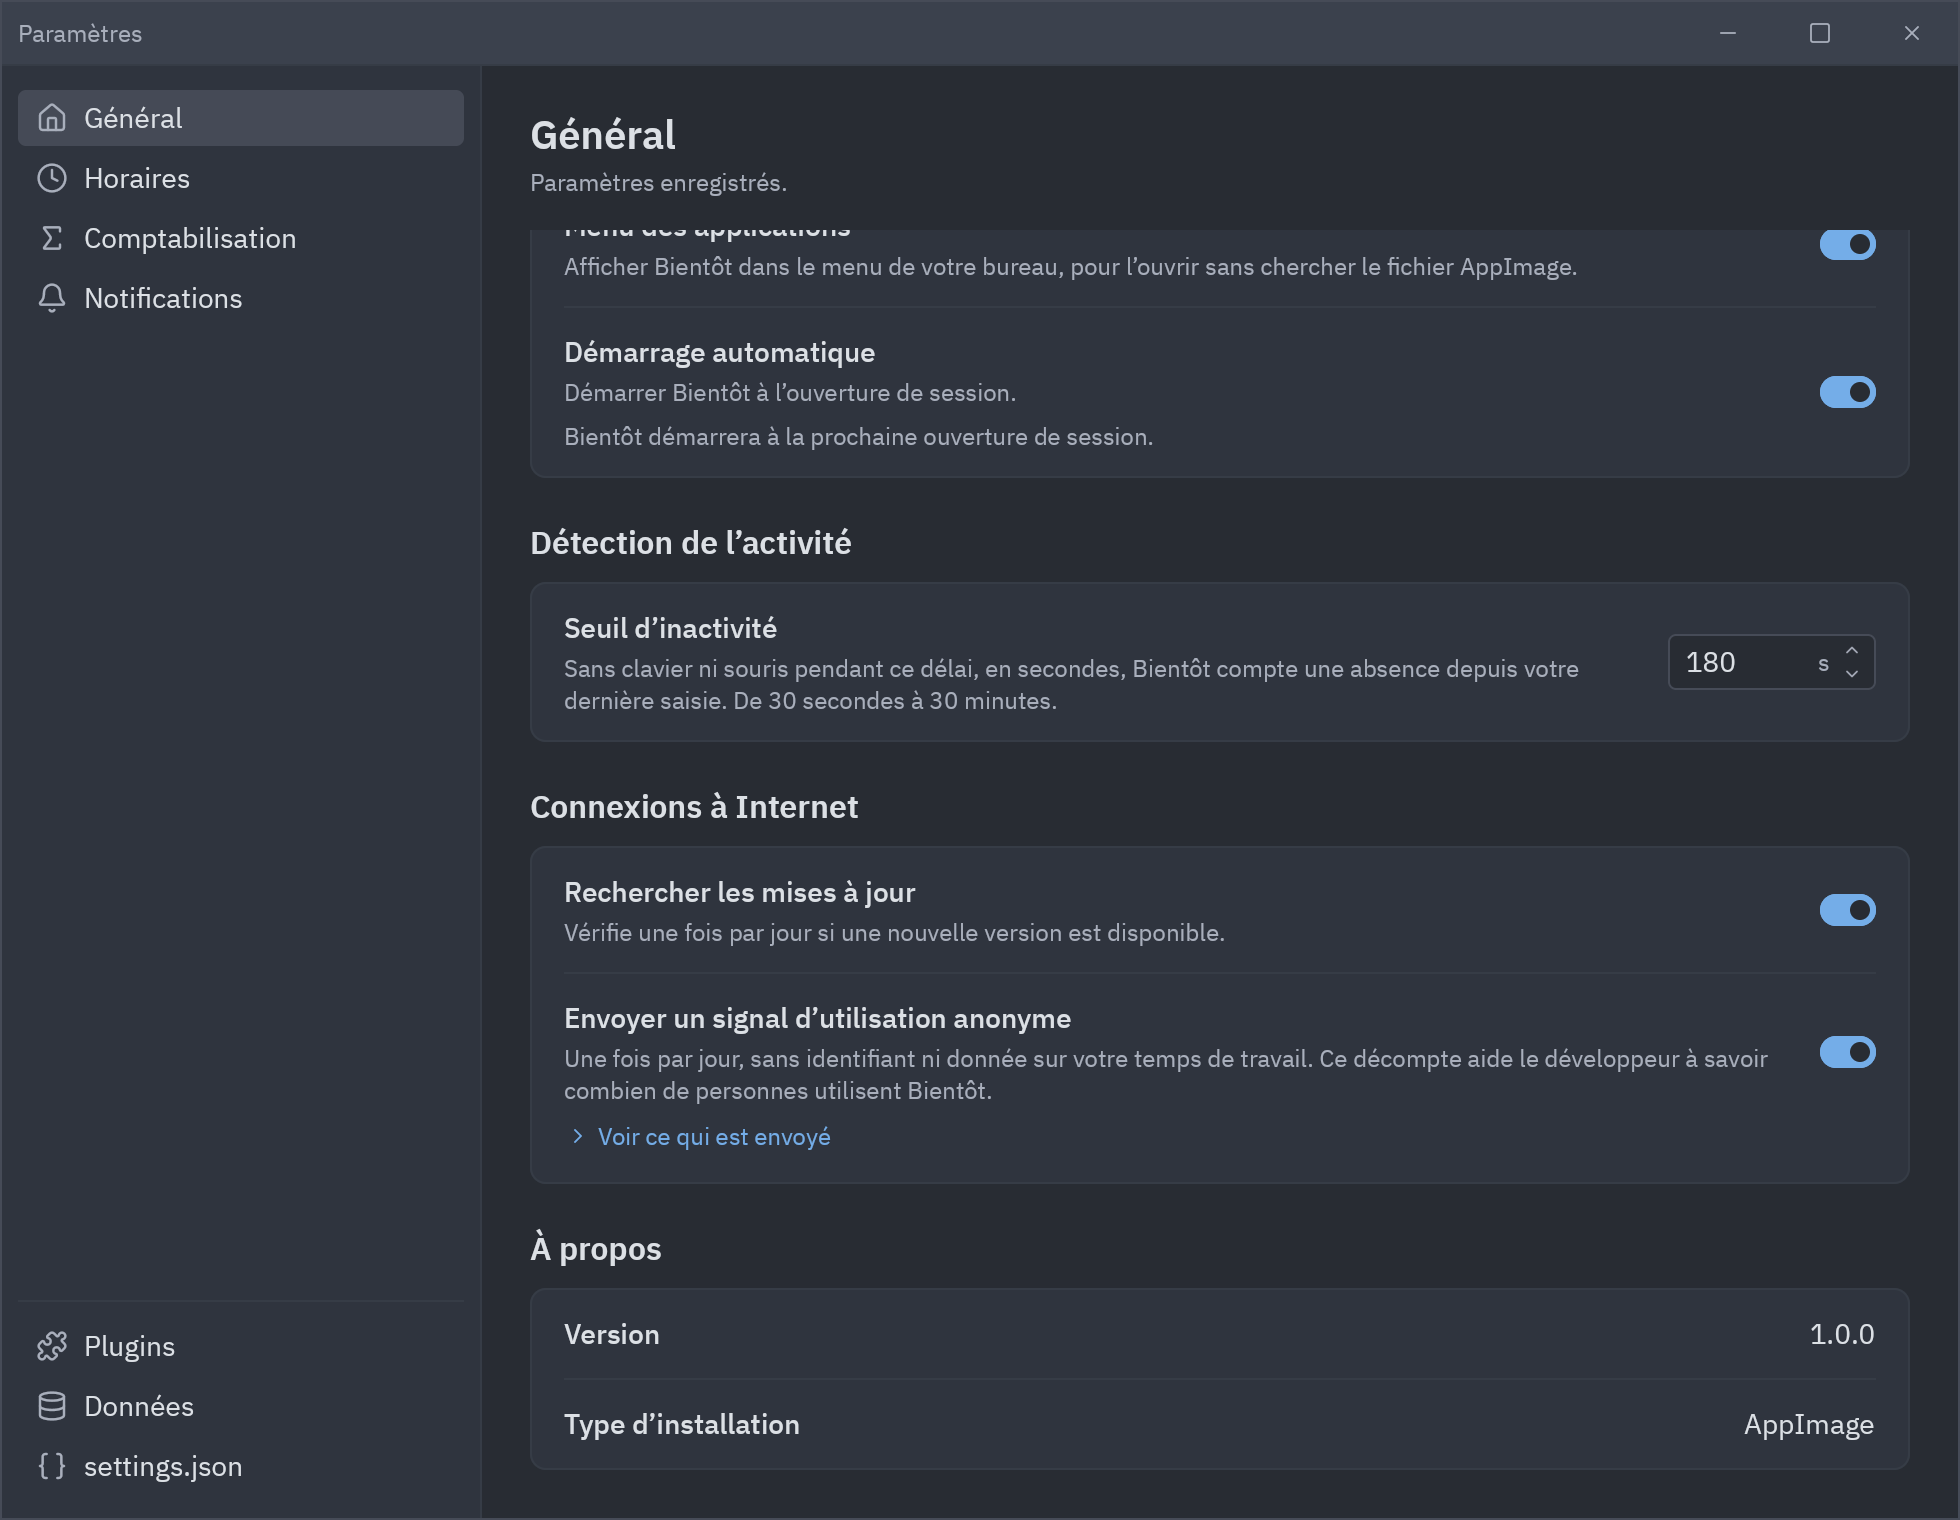 Paramètres
Général
Horaires
Comptabilisation
Notifications
Plugins
Données
settings.json
Général
Paramètres enregistrés.
Menu des applications
Afficher Bientôt dans le menu de votre bureau, pour l’ouvrir sans chercher le fichier AppImage.
Démarrage automatique
Démarrer Bientôt à l’ouverture de session.
Bientôt démarrera à la prochaine ouverture de session.
Détection de l’activité
Seuil d’inactivité
Sans clavier ni souris pendant ce délai, en secondes, Bientôt compte une absence depuis votre
dernière saisie. De 30 secondes à 30 minutes.
180 s
Connexions à Internet
Rechercher les mises à jour
Vérifie une fois par jour si une nouvelle version est disponible.
Envoyer un signal d’utilisation anonyme
Une fois par jour, sans identifiant ni donnée sur votre temps de travail. Ce décompte aide le développeur à savoir
combien de personnes utilisent Bientôt.
Voir ce qui est envoyé
À propos
Version 1.0.0
Type d’installation AppImage